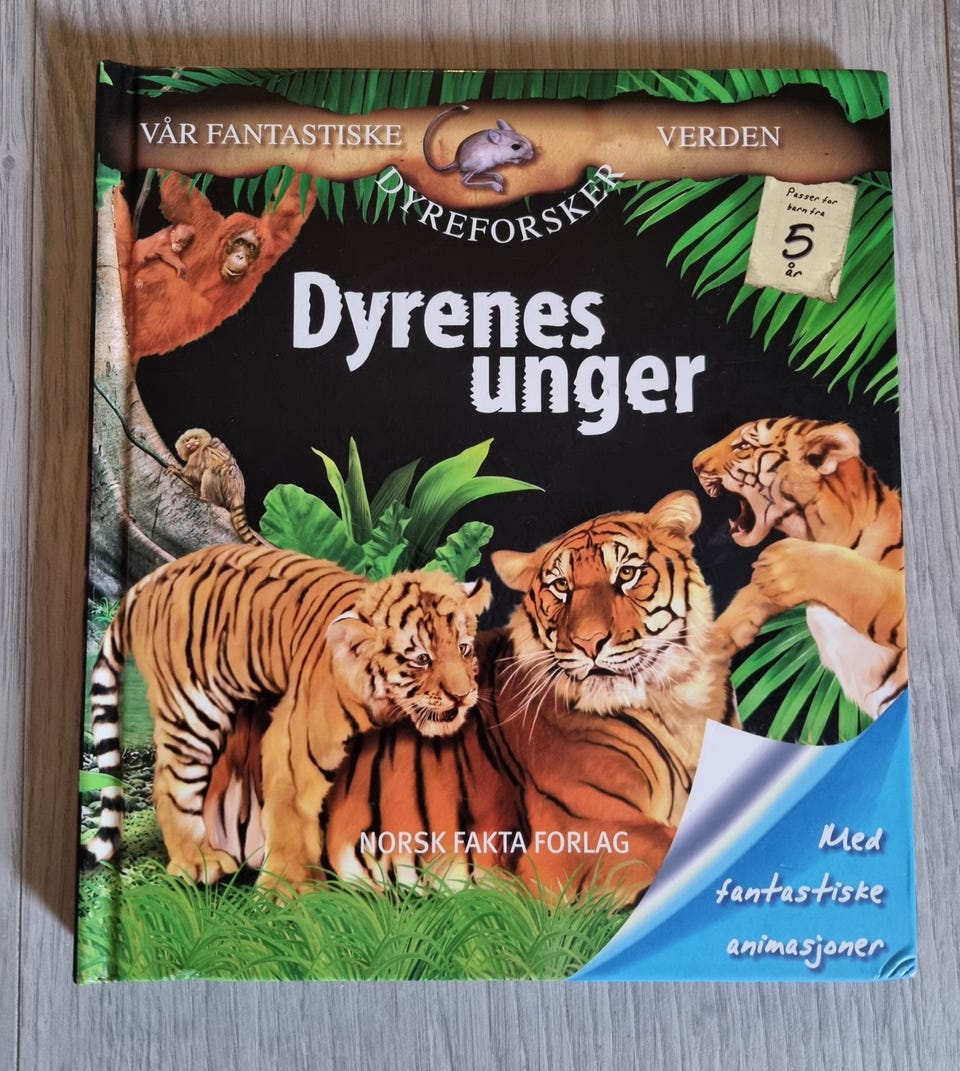 VÅR FANTASTISKE VERDEN
DYREFORSKER
Passer for
barn fra
5
år
Dyrenes
unger
NORSK FAKTA FORLAG
Med
fantastiske
animasjoner